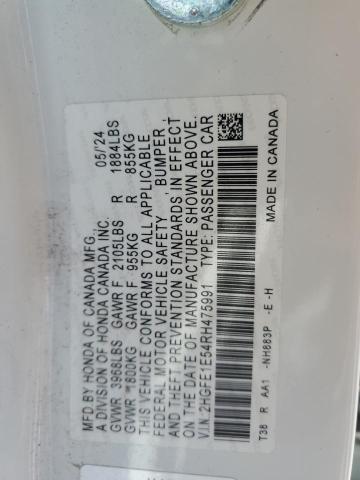 MFD BY HONDA OF CANADA MFG.,
A DIVISION OF HONDA CANADA INC. 05/'24
GVWR 3968LBS GAWR F 2103LBS R 1884LBS
GVWR 1800KG GAWR F 955KG R 855KG
THIS VEHICLE CONFORMS TO ALL APPLICABLE
FEDERAL MOTOR VEHICLE SAFETY , BUMPER ,
AND THEFT PREVENTION STANDARDS IN EFFECT
ON THE DATE OF MANUFACTURE SHOWN ABOVE.
V.I.N: 2HGFE1E54RH475991 TYPE: PASSENGER CAR
T38 R AA1 -NH883P -E -H MADE IN CANADA